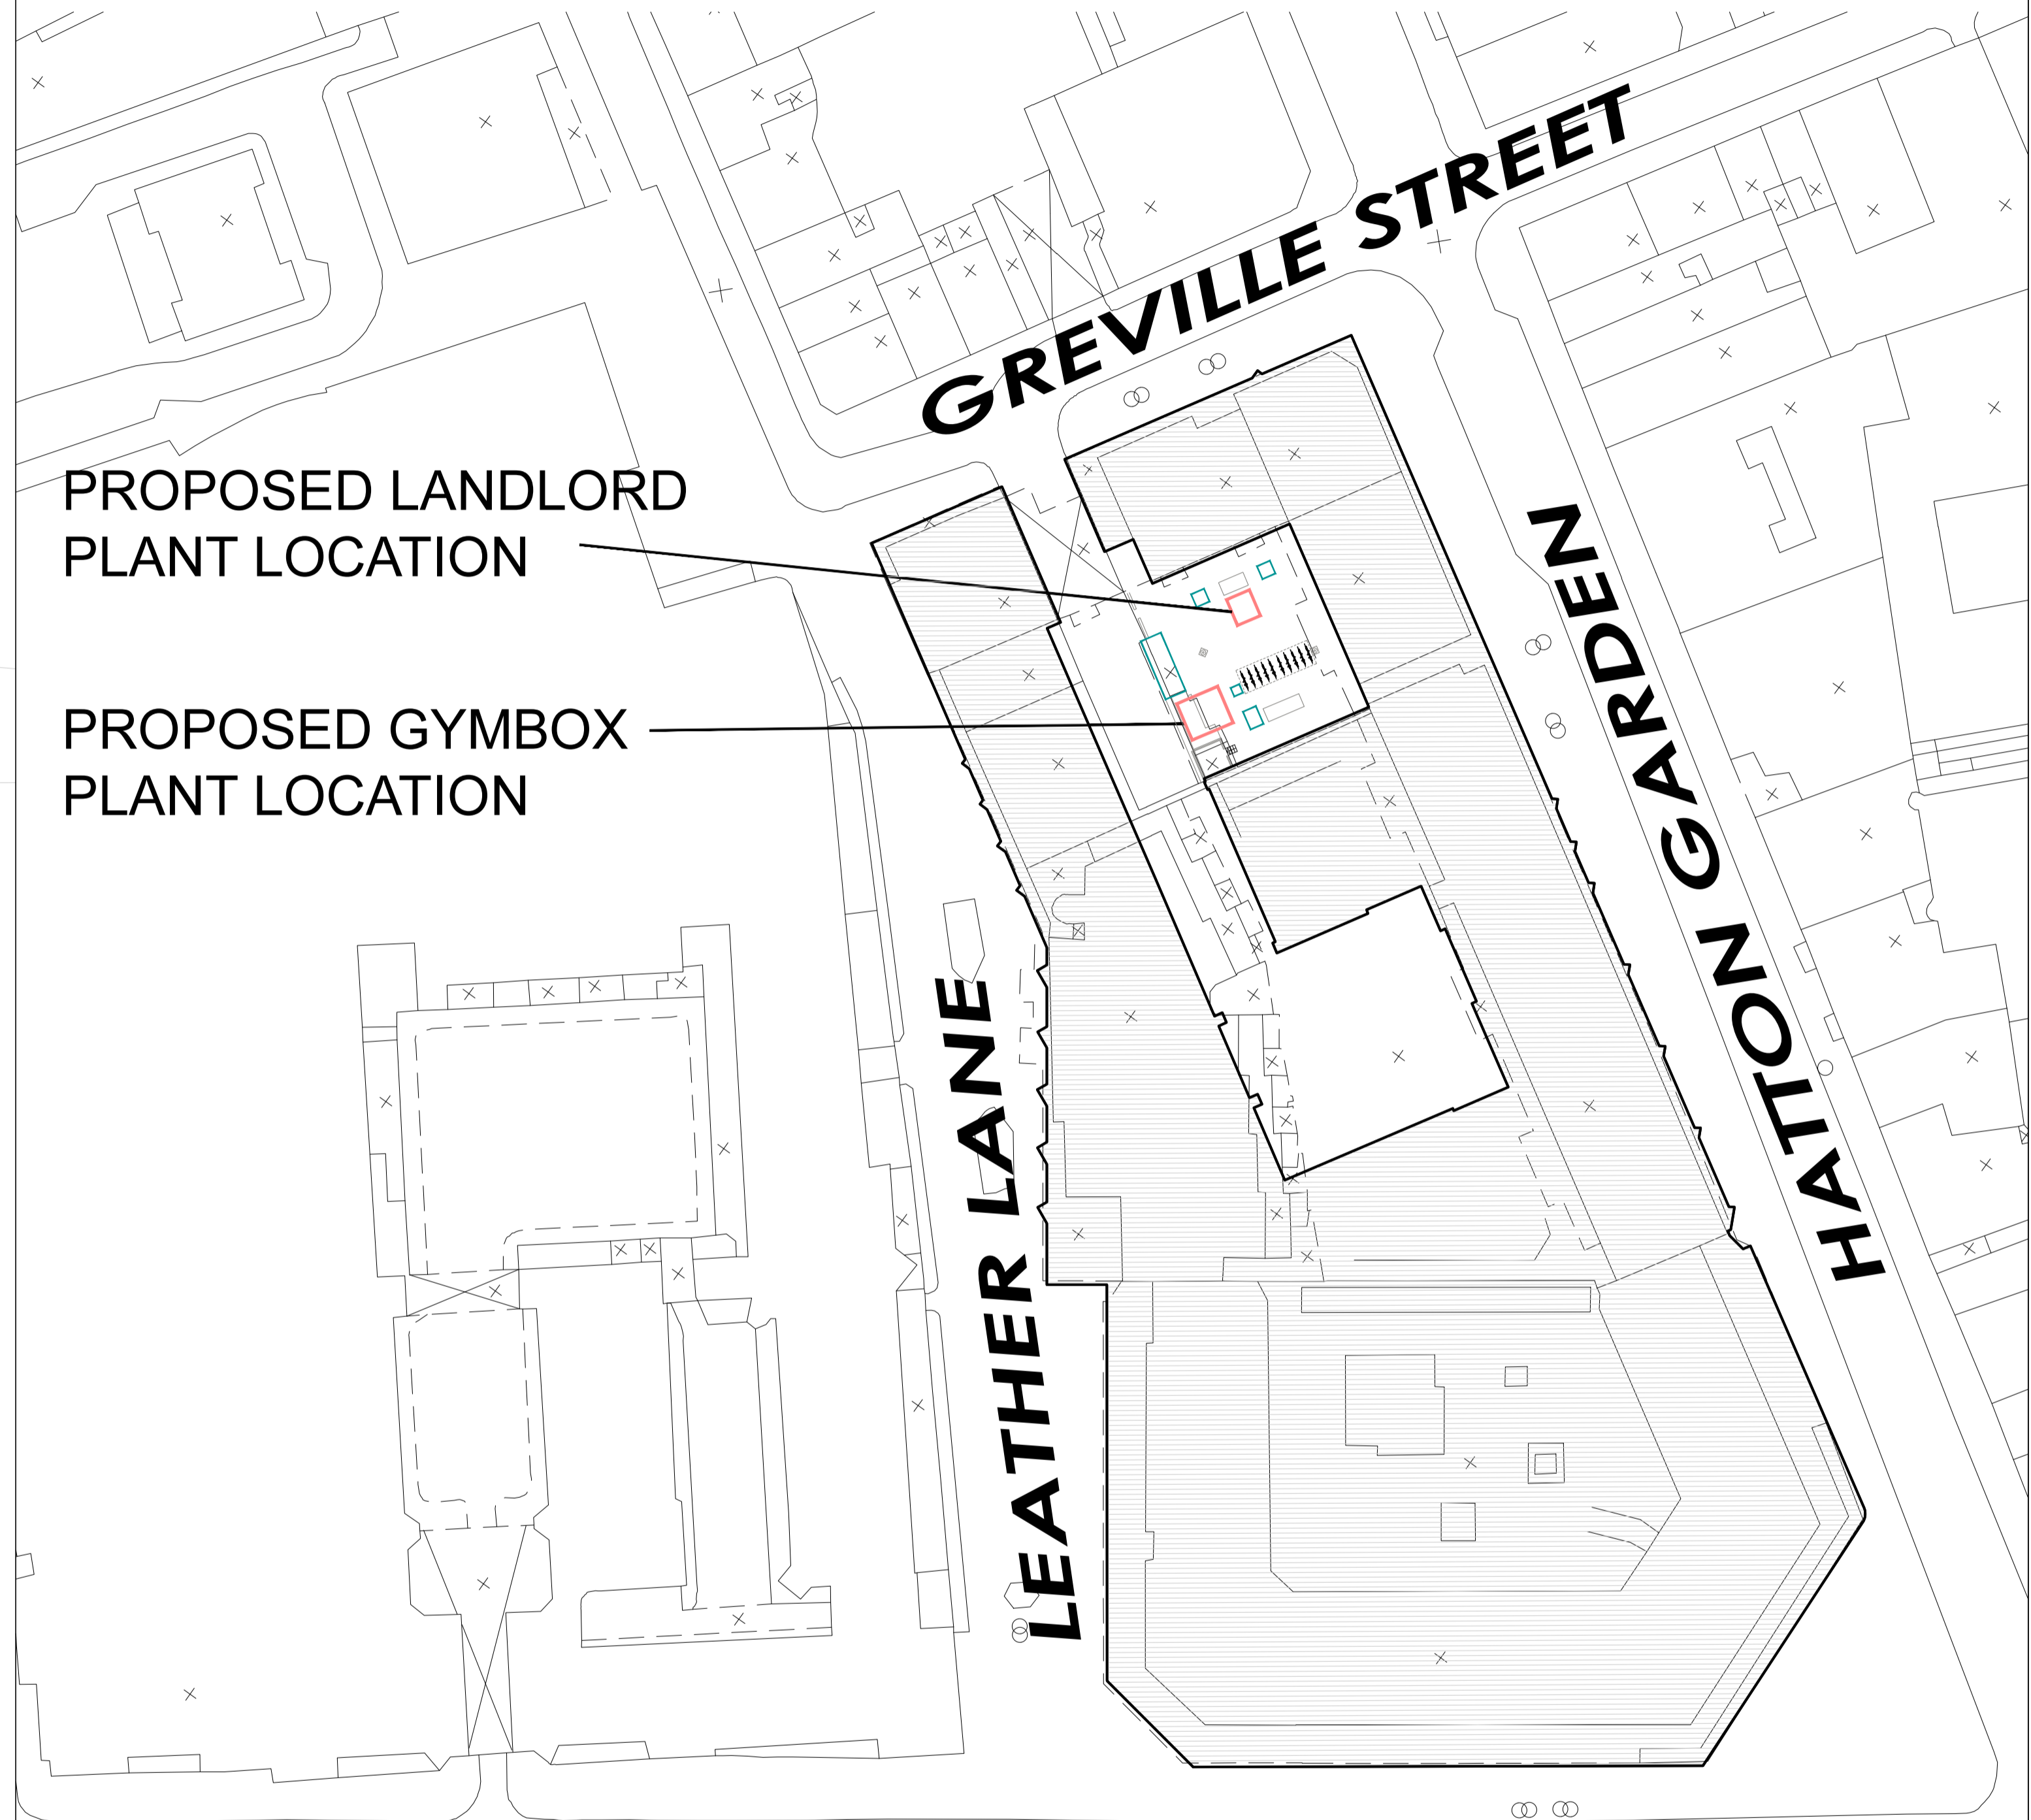 GREVILLE STREET
PROPOSED LANDLORD
PLANT LOCATION
PROPOSED GYMBOX
PLANT LOCATION
HATTON GARDEN
LEATHER LANE